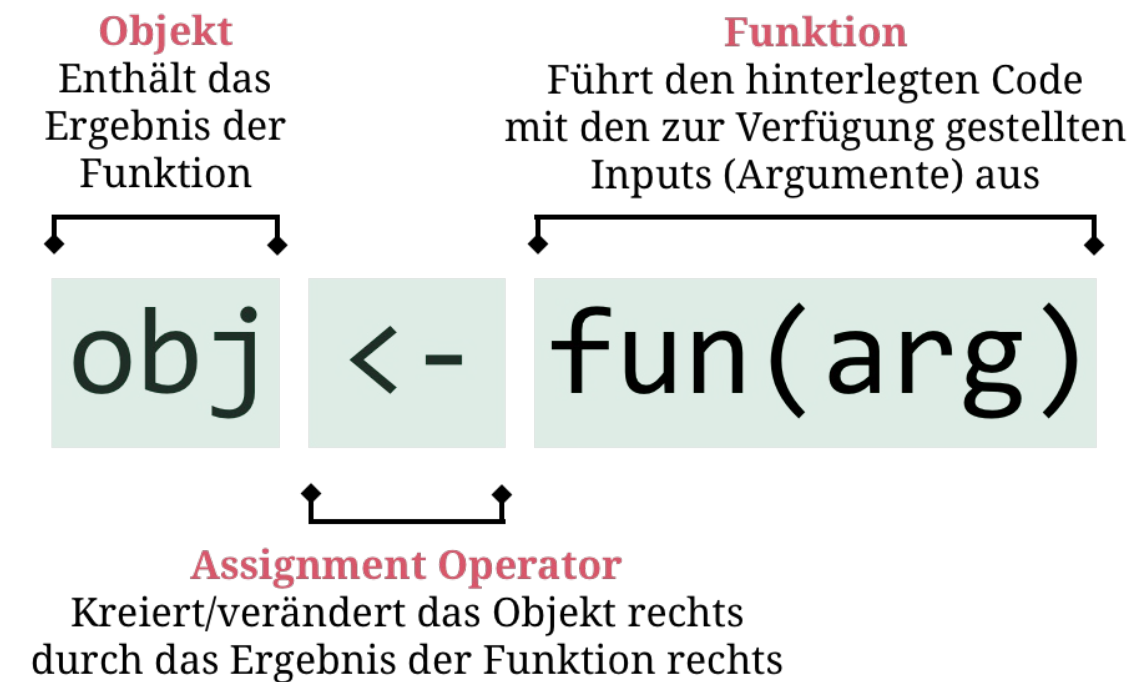 Objekt
Enthält das
Ergebnis der
Funktion
Funktion
Führt den hinterlegten Code
mit den zur Verfügung gestellten
Inputs (Argumente) aus
obj <- fun(arg)
Assignment Operator
Kreiert/verändert das Objekt rechts
durch das Ergebnis der Funktion rechts